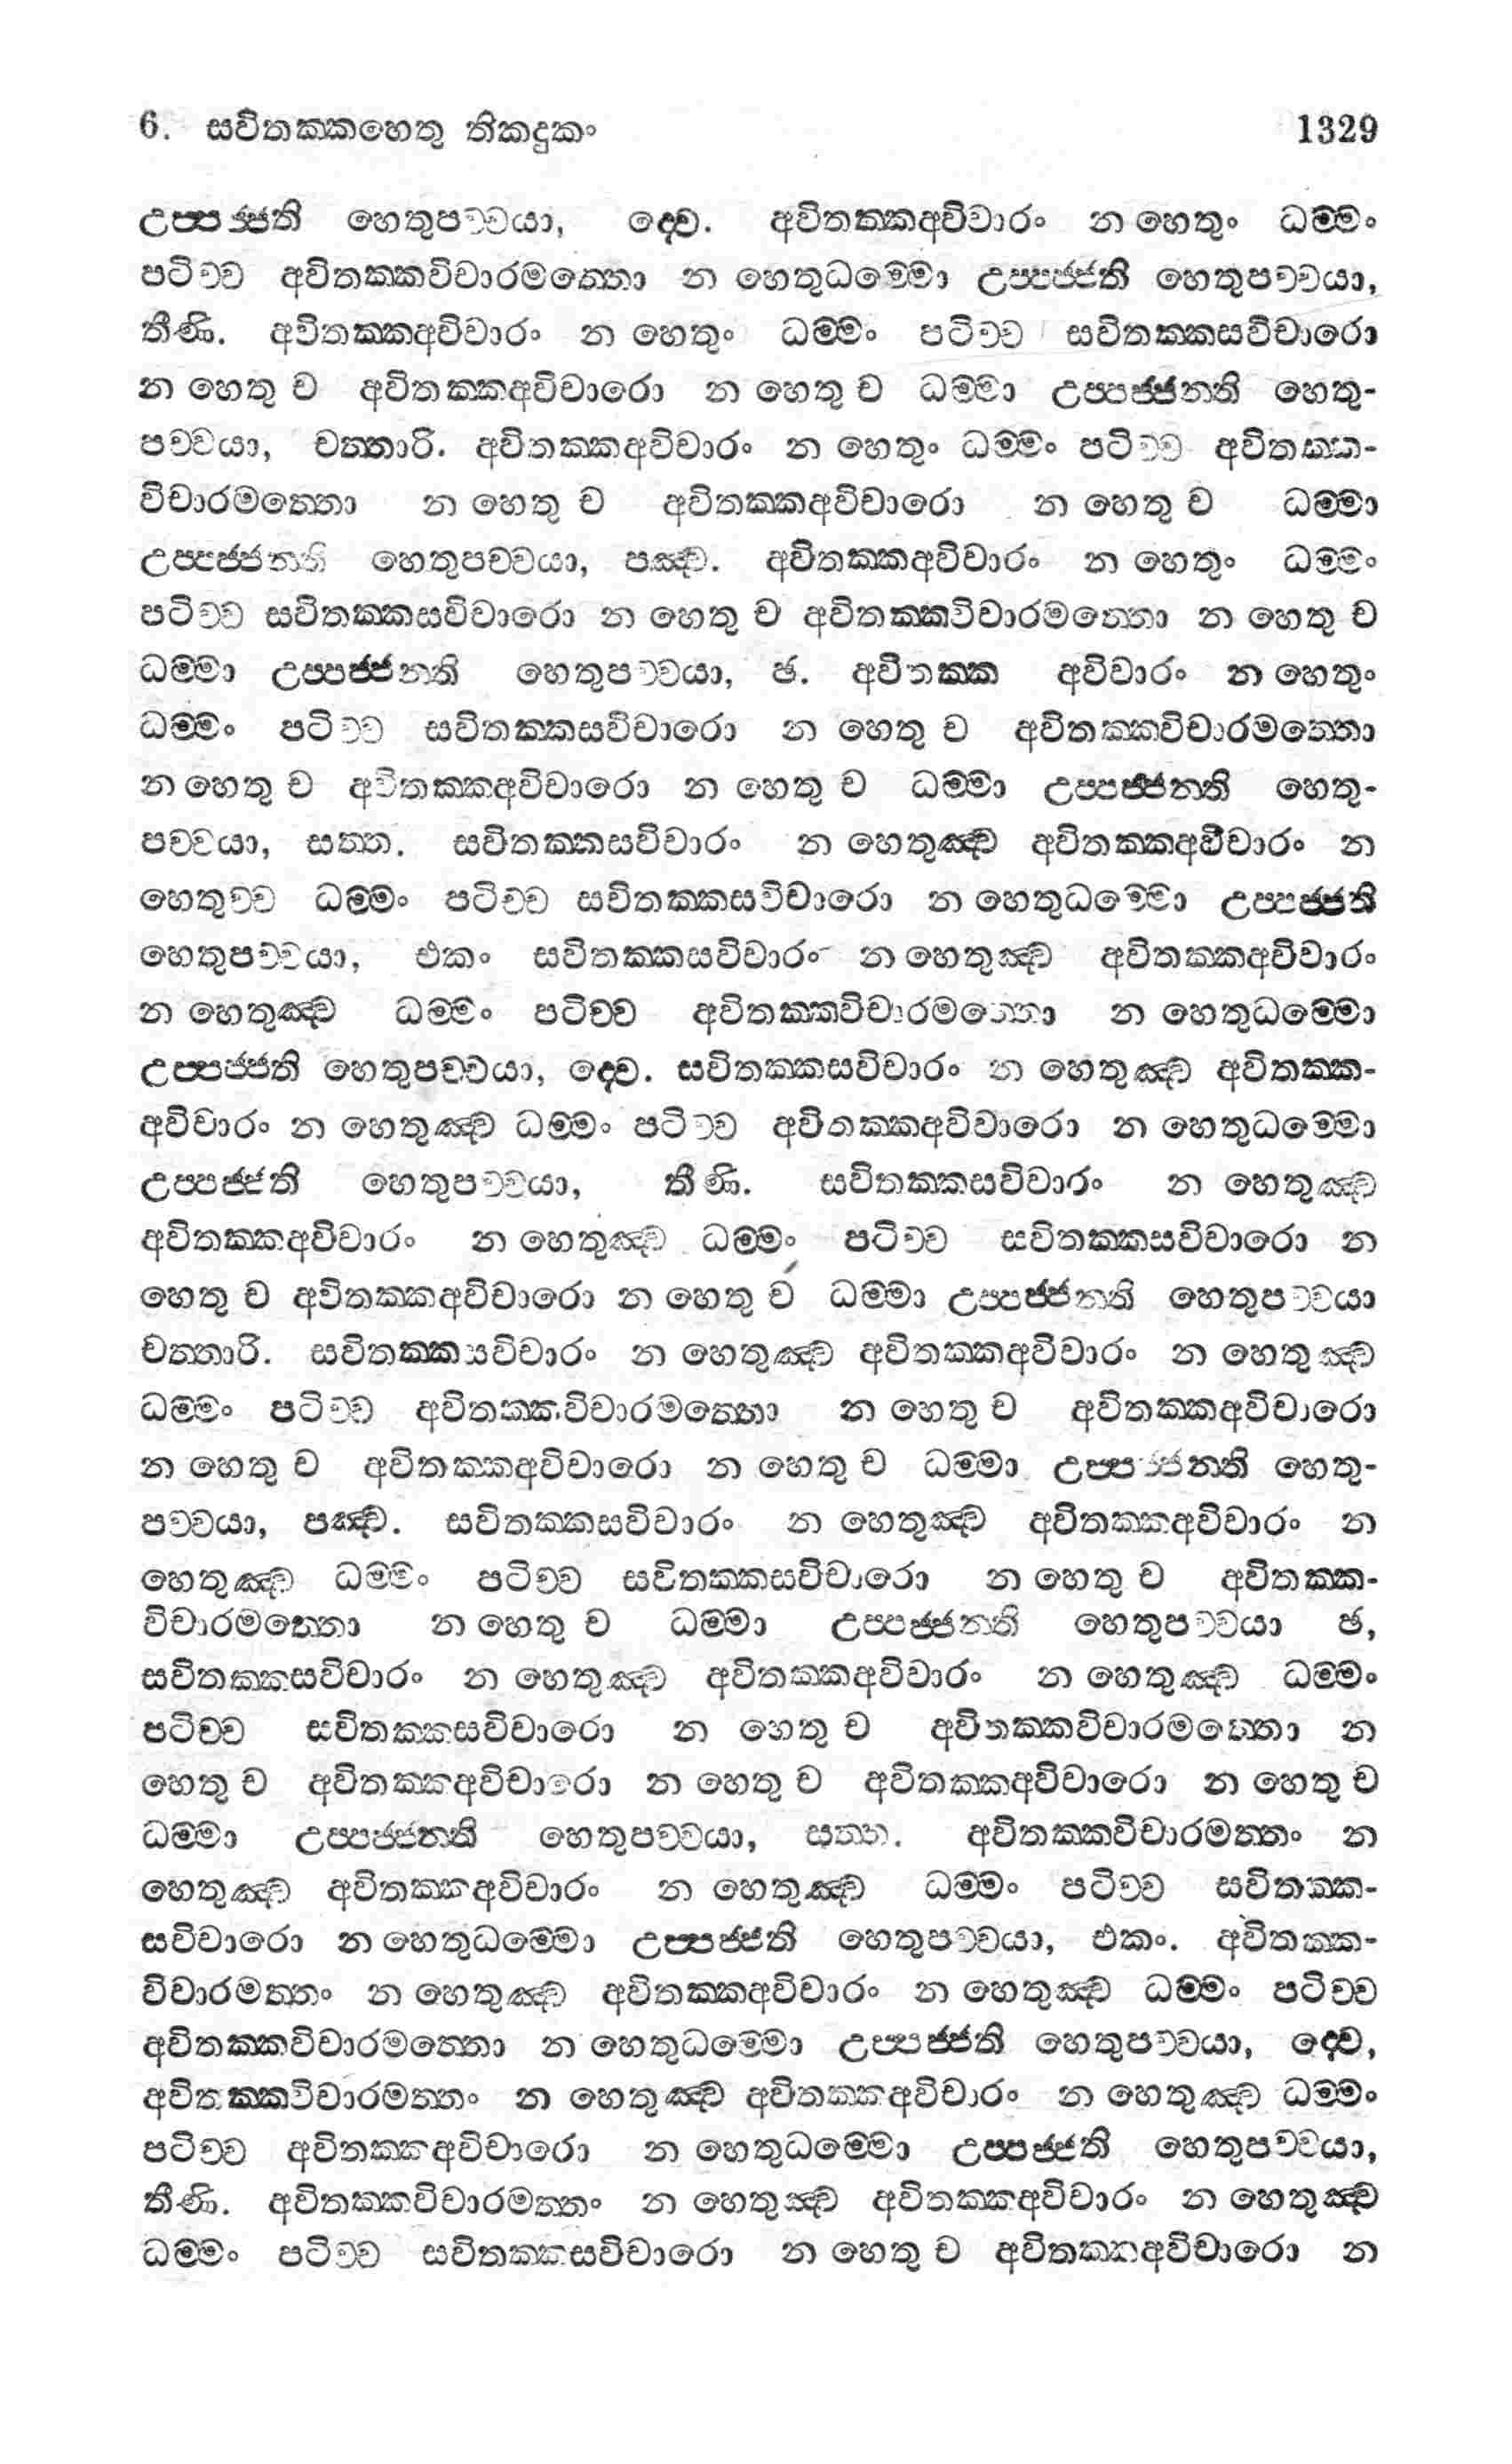 6. සවිතක්කහෙතු තිකදුකං 1329
උප්පජ්ජති හෙතුපච්චයා, ද්වෙ. අවිතක්කඅවිචාරං න හෙතුං ධම්මං
පටිච්ච අවිතක්කවිචාරමත්තො න හෙතුධම්මො උප්පජ්ජති හෙතුපච්චයා,
තීණි. අවිතක්කඅවිචාරං න හෙතුං ධම්මං පටිච්ච සවිතක්කසවිචාරො
න හෙතු ච අවිතක්කඅවිචාරො න හෙතු ච ධම්මා උප්පජ්ජන්ති හෙතු-
පච්චයා, චත්තාරි. අවිතක්කඅවිචාරං න හෙතුං ධම්මං පටිච්ච අවිතක්ක-
විචාරමත්තො න හෙතු ච අවිතක්කඅවිචාරො න හෙතු ච ධම්මා
උප්පජ්ජන්ති හෙතුපච්චයා, පඤ්ච. අවිතක්කඅවිචාරං න හෙතුං ධම්මං
පටිච්ච සවිතක්කසවිචාරො න හෙතු ච අවිතක්කවිචාරමත්තො න හෙතු ච
ධම්මා උප්පජ්ජන්ති හෙතුපච්චයා, ඡ. අවිතක්ක අවිචාරං න හෙතුං
ධම්මං පටිච්ච සවිතක්කසවිචාරො න හෙතු ච අවිතක්කවිචාරමත්තො
න හෙතු ච අවිතක්කඅවිචාරො න හෙතු ච ධම්මා උප්පජ්ජන්ති හෙතු-
පච්චයා, සත්ත. සවිතක්කසවිචාරං න හෙතුඤ්ච අවිතක්කඅවිචාරං න
හෙතුච්ච ධම්මං පටිච්ච සවිතක්කසවිචාරො න හෙතුධම්මො උප්පජ්ජති
හෙතුපච්චයා, එකං සවිතක්කසවිචාරං න හෙතුඤ්ච අවිතක්කඅවිචාරං
න හෙතුඤ්ච ධම්මං පටිච්ච අවිතක්කවිචාරමත්තො න හෙතුධම්මො
උප්පජ්ජති හෙතුපච්චයා, ද්වෙ. සවිතක්කසවිචාරං න හෙතුඤ්ච අවිතක්ක-
අවිචාරං න හෙතුඤ්ච ධම්මං පටිච්ච අවිතක්කඅවිචාරො න හෙතුධම්මො
උප්පජ්ජති හෙතුපච්චයා, තීණි. සවිතක්කසවිචාරං න හෙතුඤ්ච
අවිතක්කඅවිචාරං න හෙතුඤ්ච ධම්මං පටිච්ච සවිතක්කසවිචාරො න
හෙතු ච අවිතක්කඅවිචාරො න හෙතු ච ධම්මා උප්පජ්ජන්ති හෙතුපච්චයා
චත්තාරි. සවිතක්කසවිචාරං න හෙතුඤ්ච අවිතක්කඅවිචාරං න හෙතුඤ්ච
ධම්මං පටිච්ච අවිතක්කවිචාරමත්තො න හෙතු ච අවිතක්කඅවිචාරො
න හෙතු ච අවිතක්කඅවිචාරො න හෙතු ච ධම්මා උප්පජ්ජන්ති හෙතු-
පච්චයා, පඤ්ච. සවිතක්කසවිචාරං න හෙතුඤ්ච අවිතක්කඅවිචාරං න
හෙතුඤ්ච ධම්මං පටිච්ච සවිතක්කසවිචාරො න හෙතු ච අවිතක්ක-
විචාරමත්තො න හෙතු ච ධම්මා උප්පජ්ජන්ති හෙතුපච්චයා ඡ,
සවිතක්කසවිචාරං න හෙතුඤ්ච අවිතක්කඅවිචාරං න හෙතුඤ්ච ධම්මං
පටිච්ච සවිතක්කසවිචාරො න හෙතු ච අවිතක්කවිචාරමත්තො න
හෙතු ච අවිතක්කඅවිචාරො න හෙතු ච අවිතක්කඅවිචාරො න හෙතු ච
ධම්මා උප්පජ්ජන්ති හෙතුපච්චයා, සත්ත. අවිතක්කවිචාරමත්තං න
හෙතුඤ්ච අවිතක්කඅවිචාරං න හෙතුඤ්ච ධම්මං පටිච්ච සවිතක්ක-
සවිචාරො න හෙතුධම්මො උප්පජ්ජති හෙතුපච්චයා, එකං. අවිතක්ක-
විචාරමත්තං න හෙතුඤ්ච අවිතක්කඅවිචාරං න හෙතුඤ්ච ධම්මං පටිච්ච
අවිතක්කවිචාරමත්තො න හෙතුධම්මො උප්පජ්ජති හෙතුපච්චයා, ද්වෙ,
අවිතක්කවිචාරමත්තං න හෙතුඤ්ච අවිතක්කඅවිචාරං න හෙතුඤ්ච ධම්මං
පටිච්ච අවිතක්කඅවිචාරො න හෙතුධම්මො උප්පජ්ජති හෙතුපච්චයා,
තීණි. අවිතක්කවිචාරමත්තං න හෙතුඤ්ච අවිතක්කඅවිචාරං න හෙතුඤ්ච
ධම්මං පටිච්ච සවිතක්කසවිචාරො න හෙතු ච අවිතක්කඅවිචාරො න